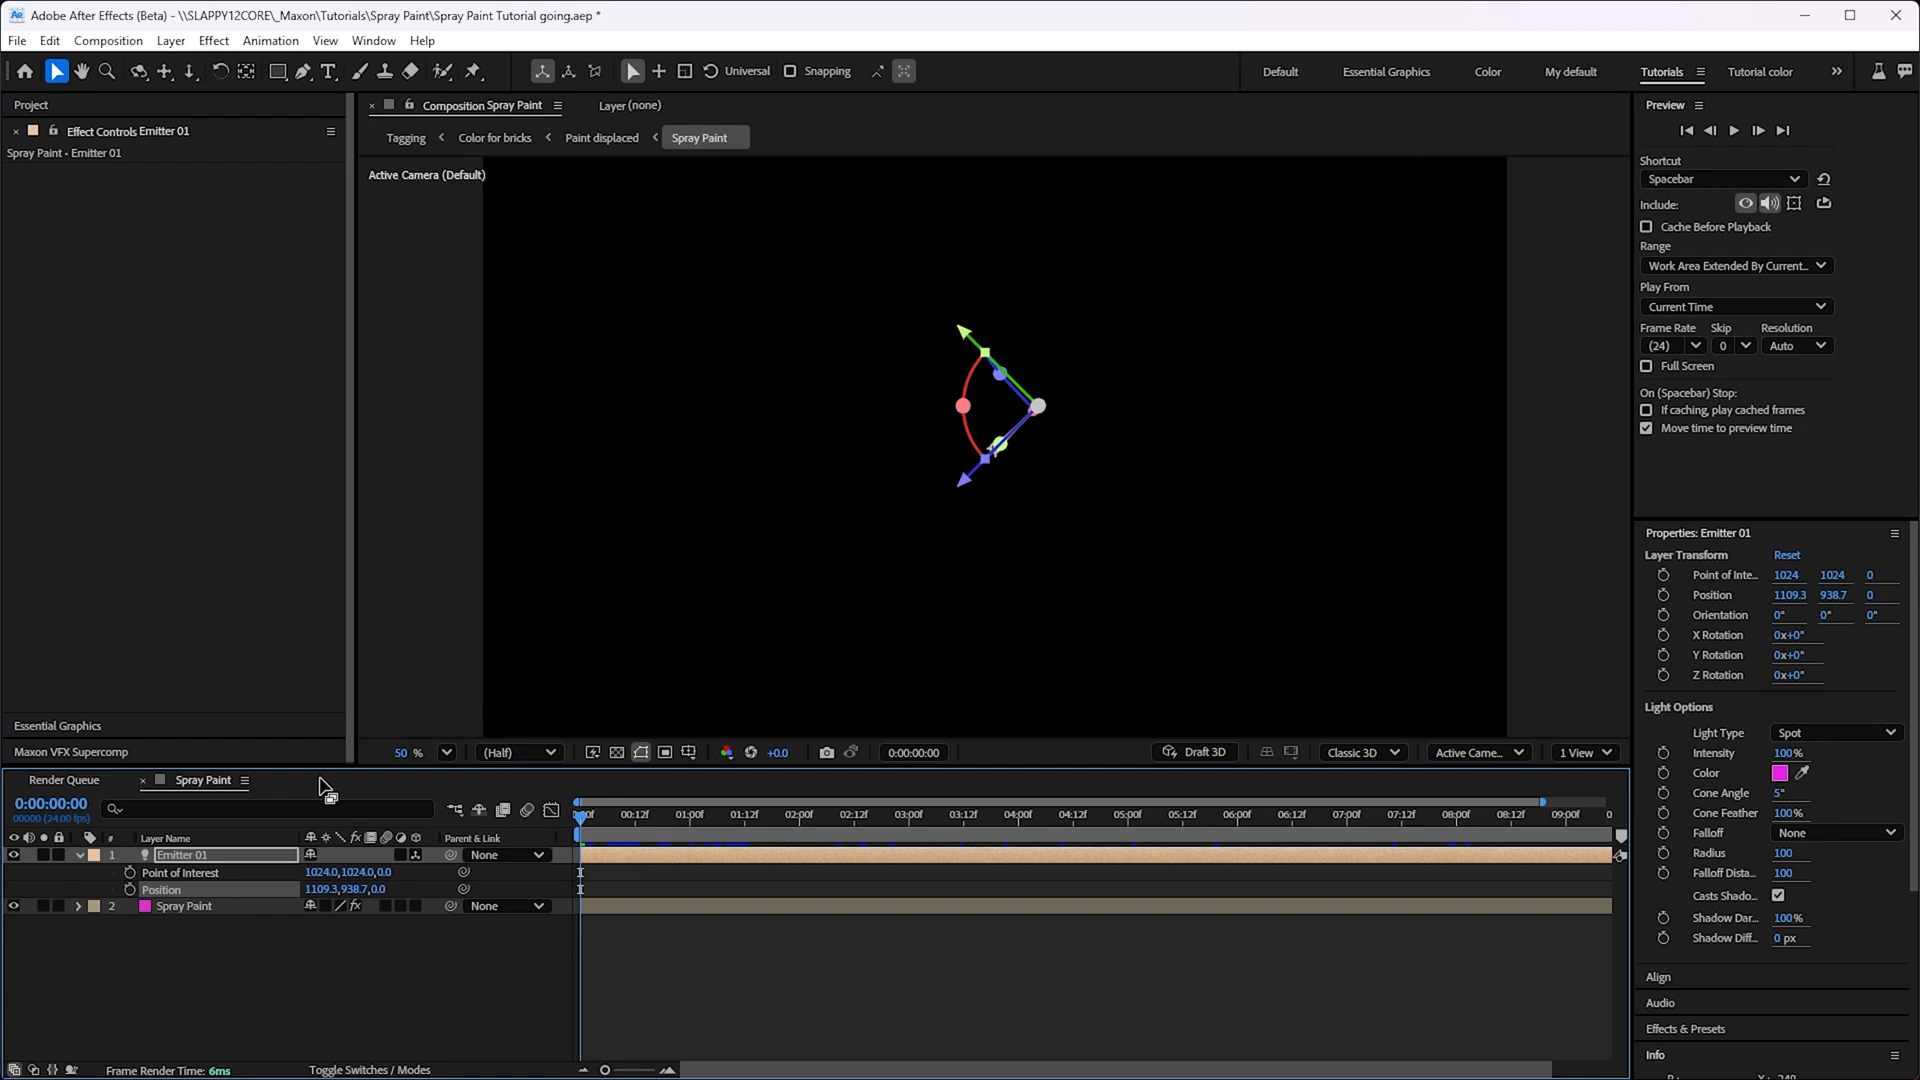 Adobe After Effects (Beta) - \\SLAPPY12CORE\_Maxon\Tutorials\Spray Paint\Spray Paint Tutorial going.aep *
File Edit Composition Layer Effect Animation View Window Help
Universal Snapping Default Essential Graphics Color My default Tutorials Tutorial color
Project
Effect Controls Emitter 01
Spray Paint - Emitter 01
Essential Graphics
Maxon VFX Supercomp
Composition Spray Paint Layer (none)
Tagging Color for bricks Paint displaced Spray Paint
Active Camera (Default)
50 % (Half) +0.0 0:00:00:00 Draft 3D Classic 3D Active Came... 1 View
Preview
Shortcut
Spacebar
Include:
Cache Before Playback
Range
Work Area Extended By Current...
Play From
Current Time
Frame Rate Skip Resolution
(24) 0 Auto
Full Screen
On (Spacebar) Stop:
If caching, play cached frames
Move time to preview time
Properties: Emitter 01
Layer Transform Reset
Point of Inte... 1024 1024 0
Position 1109.3 938.7 0
Orientation 0° 0° 0°
X Rotation 0x+0°
Y Rotation 0x+0°
Z Rotation 0x+0°
Light Options
Light Type Spot
Intensity 100%
Color
Cone Angle 5°
Cone Feather 100%
Falloff None
Radius 100
Falloff Dista... 100
Casts Shado...
Shadow Dar... 100%
Shadow Diff... 0 px
Align
Audio
Effects & Presets
Info
Render Queue Spray Paint
0:00:00:00
00000 (24.00 fps)
00:12f 01:00f 01:12f 02:00f 02:12f 03:00f 03:12f 04:00f 04:12f 05:00f 05:12f 06:00f 06:12f 07:00f 07:12f 08:00f 08:12f 09:00f
# Layer Name Parent & Link
1 Emitter 01 None
Point of Interest 1024.0,1024.0,0.0
Position 1109.3,938.7,0.0
2 Spray Paint None
Frame Render Time: 6ms Toggle Switches / Modes